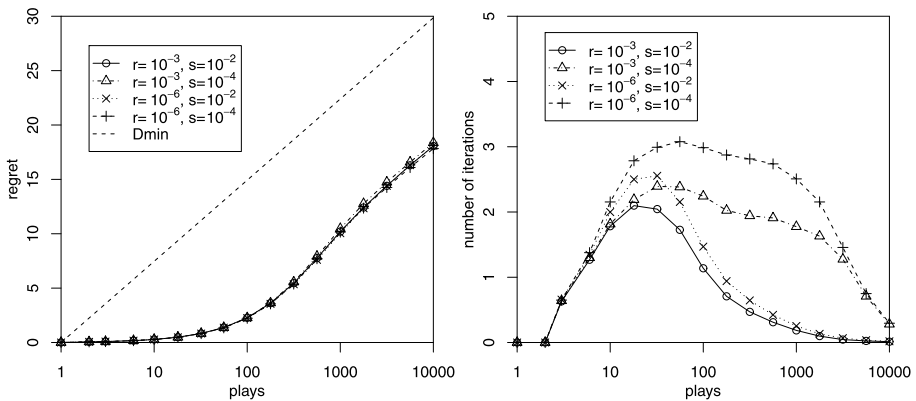 30
25
20
15
10
5
0
regret
r= 10⁻³, s=10⁻²
r= 10⁻³, s=10⁻⁴
r= 10⁻⁶, s=10⁻²
r= 10⁻⁶, s=10⁻⁴
Dmin
1 10 100 1000 10000
plays
5
4
3
2
1
0
number of iterations
r= 10⁻³, s=10⁻²
r= 10⁻³, s=10⁻⁴
r= 10⁻⁶, s=10⁻²
r= 10⁻⁶, s=10⁻⁴
1 10 100 1000 10000
plays